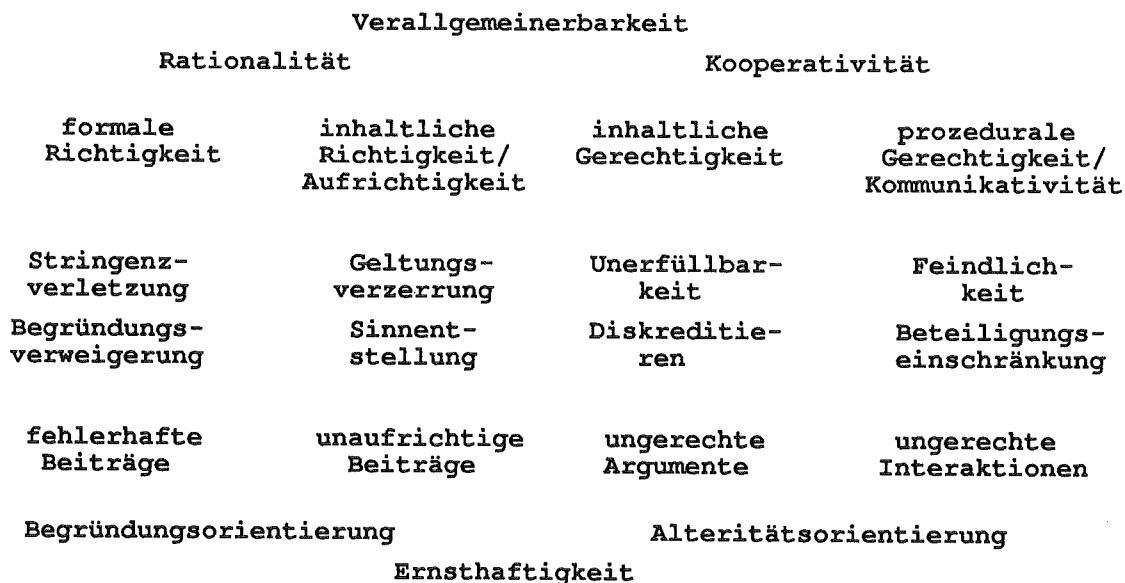 Verallgemeinerbarkeit
Rationalität Kooperativität
formale inhaltliche inhaltliche prozedurale
Richtigkeit Richtigkeit/ Gerechtigkeit Gerechtigkeit/
Aufrichtigkeit Kommunikativität
Stringenz- Geltungs- Unerfüllbar- Feindlich-
verletzung verzerrung keit keit
Begründungs- Sinnent- Diskreditie- Beteiligungs-
verweigerung stellung ren einschränkung
fehlerhafte unaufrichtige ungerechte ungerechte
Beiträge Beiträge Argumente Interaktionen
Begründungsorientierung Alteritätsorientierung
Ernsthaftigkeit